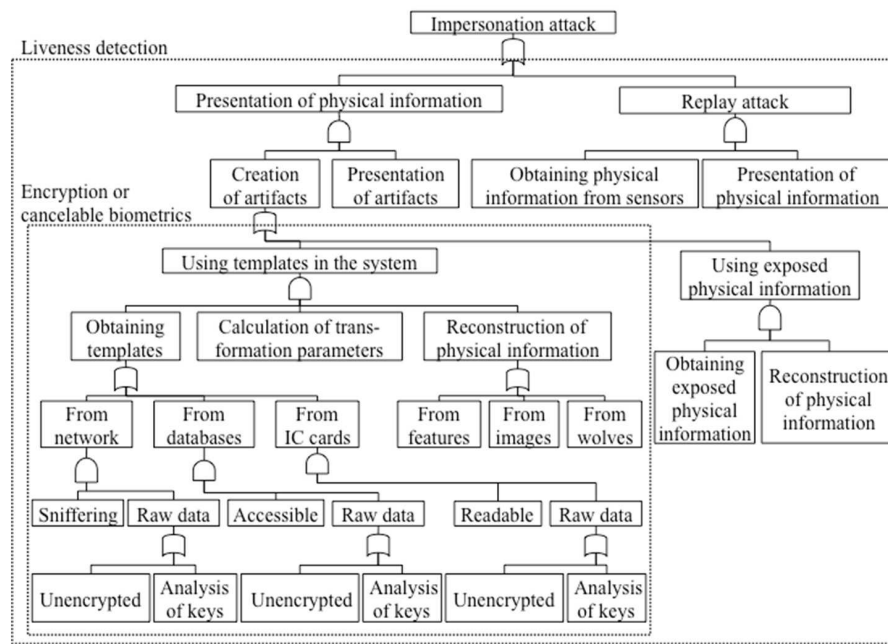 Impersonation attack
Liveness detection
Presentation of physical information
Replay attack
Creation
of artifacts
Presentation
of artifacts
Obtaining physical
information from sensors
Presentation of
physical information
Encryption or
cancelable biometrics
Using templates in the system
Using exposed
physical information
Obtaining
templates
Calculation of trans-
formation parameters
Reconstruction of
physical information
Obtaining
exposed
physical
information
Reconstruction
of physical
information
From
network
From
databases
From
IC cards
From
features
From
images
From
wolves
Sniffering
Raw data
Accessible
Raw data
Readable
Raw data
Unencrypted
Analysis
of keys
Unencrypted
Analysis
of keys
Unencrypted
Analysis
of keys